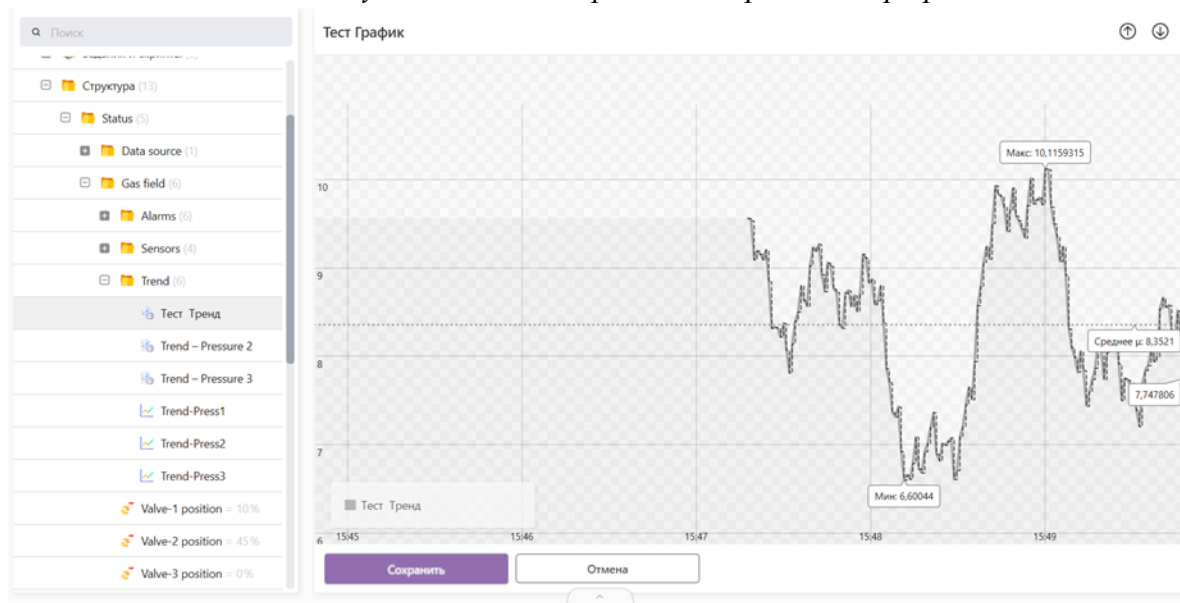 Поиск
Структура (13)
Status (5)
Data source (1)
Gas field (6)
Alarms (6)
Sensors (4)
Trend (6)
Тест Тренд
Trend – Pressure 2
Trend – Pressure 3
Trend-Press1
Trend-Press2
Trend-Press3
Valve-1 position = 10%
Valve-2 position = 45%
Valve-3 position = 0%
Тест График
Макс: 10,1159315
10
9
Среднее μ: 8,3521
8
7,747806
7
Мин: 6,60044
Тест Тренд
6
15:45 15:46 15:47 15:48 15:49
Сохранить Отмена